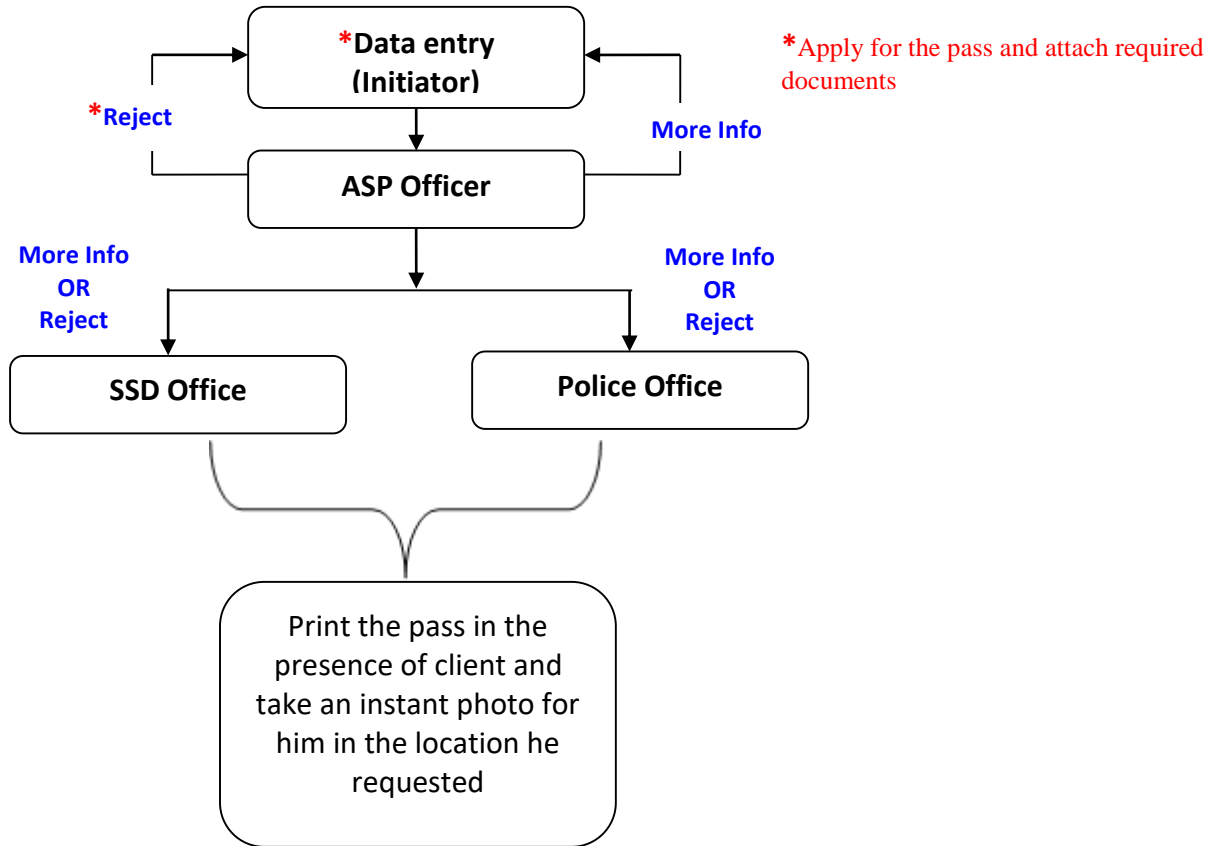 *Data entry
(Initiator)
*Apply for the pass and attach required
documents
*Reject
More Info
ASP Officer
More Info
OR
Reject
More Info
OR
Reject
SSD Office
Police Office
Print the pass in the
presence of client and
take an instant photo for
him in the location he
requested